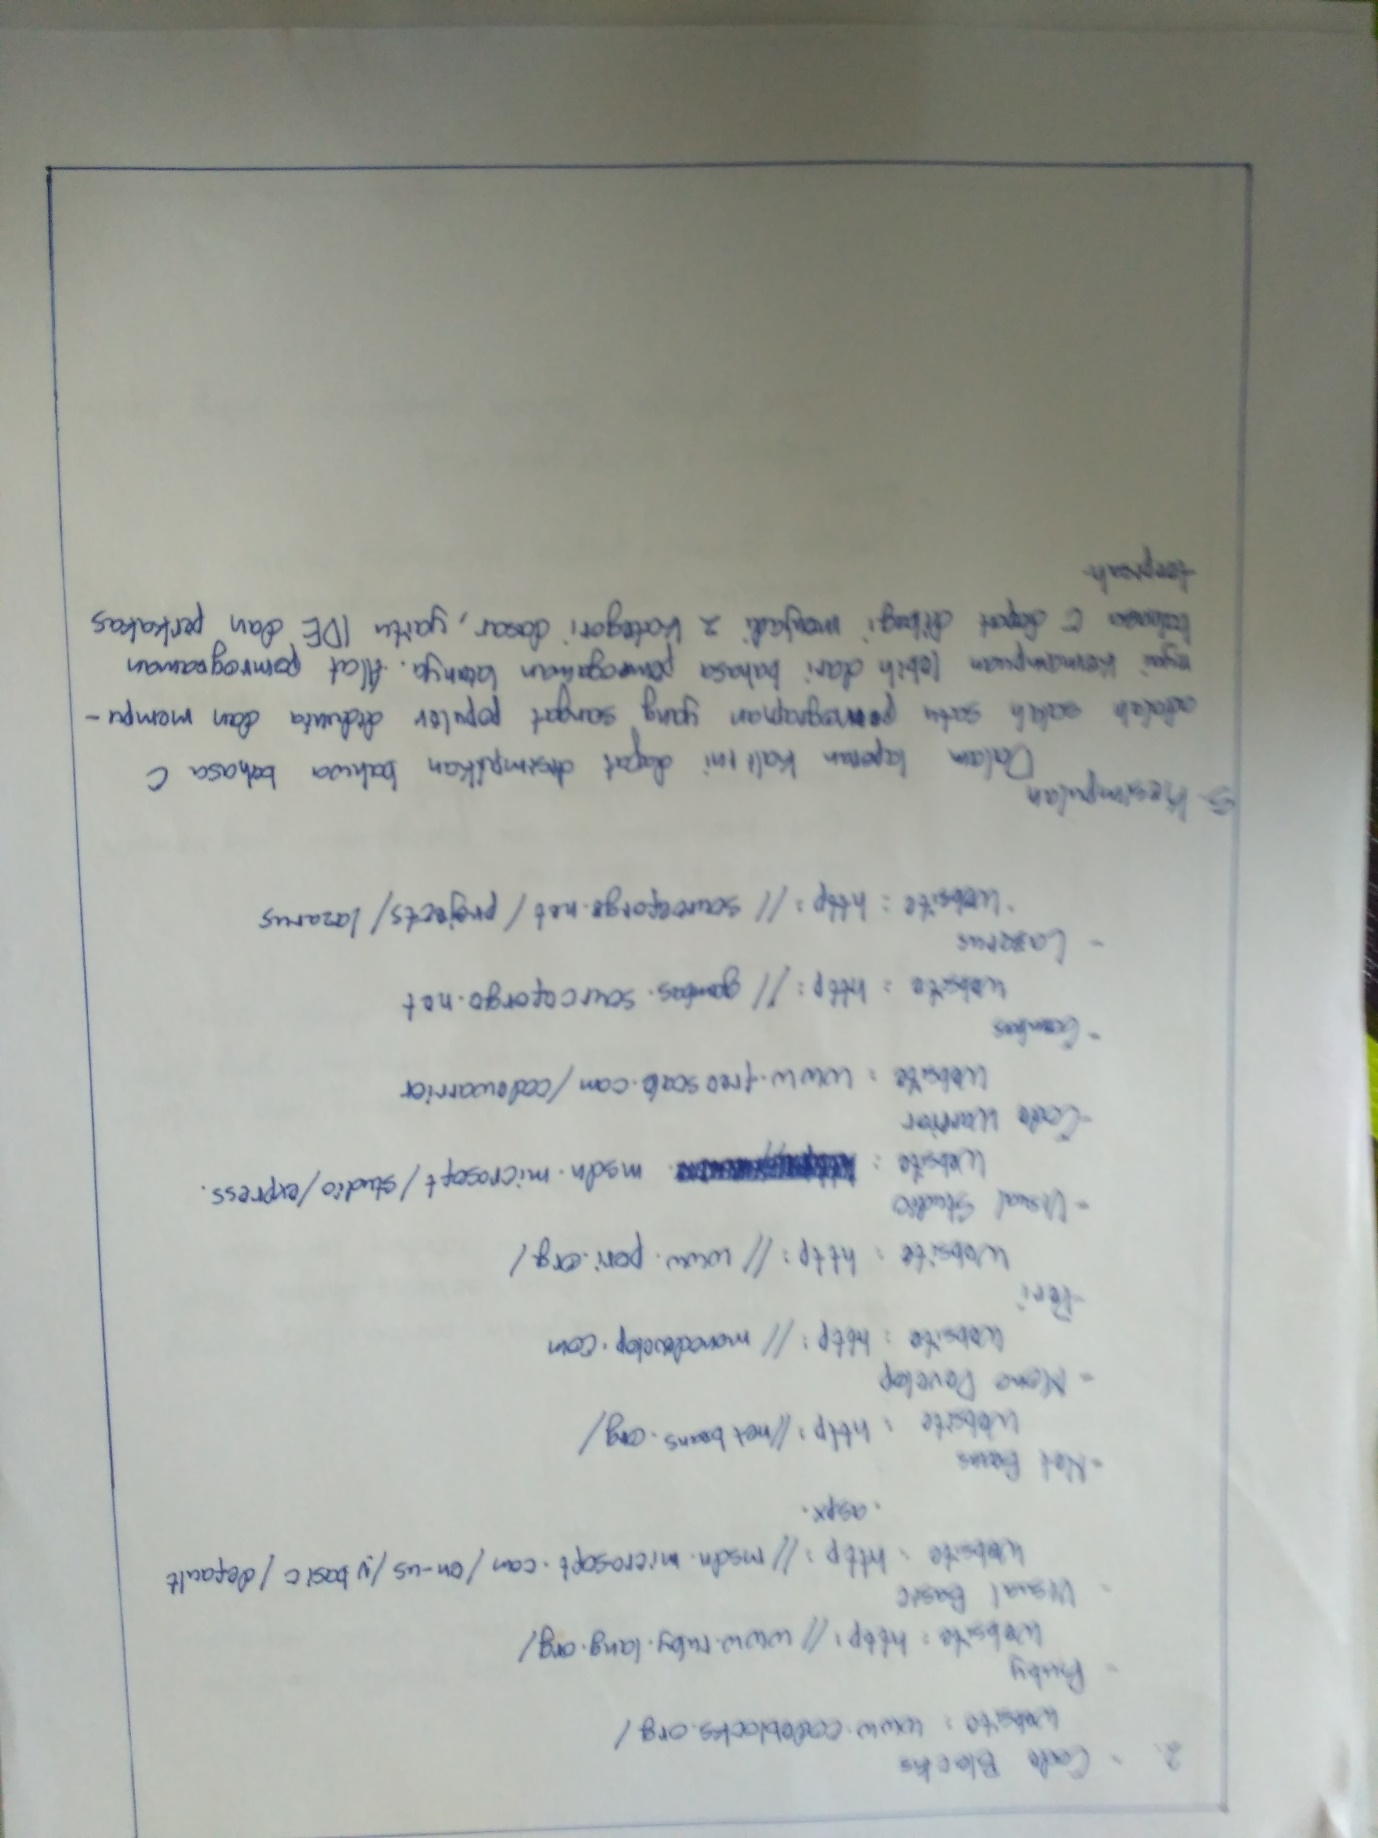 2. - Code Blocks
Website : www.codeblocks.org/
- Ruby
Website : http://www.ruby.lang.org/
- Visual Basic
Website : http://msdn.microsoft.com/en-us/vbasic/default
.aspx.
- Net Beans
Website : http://netbeans.org/
- Mono Develop
Website : http://monodevelop.com
- Peri
Website : http://www.peri.org/
- Visual Studio
Website : msdn.microsoft/studio/express.
- Code Warrior
Website : www.freescale.com/codewarrior
- Gambas
Website : http://gambas.sourceforge.net
- Lazarus
Website : http://sourceforge.net/projects/lazarus
3. Kesimpulan
Dalam laporan kali ini dapat disimpulkan bahwa bahasa C
adalah salah satu yang sangat populer didunia dan mempu-
nyai kemampuan lebih dari bahasa pemrogaman lainnya. Alat pemrograman
bahasa C dapat dibagi menjadi 2 kategori dasar, yaitu IDE dan perkakas
terpisah